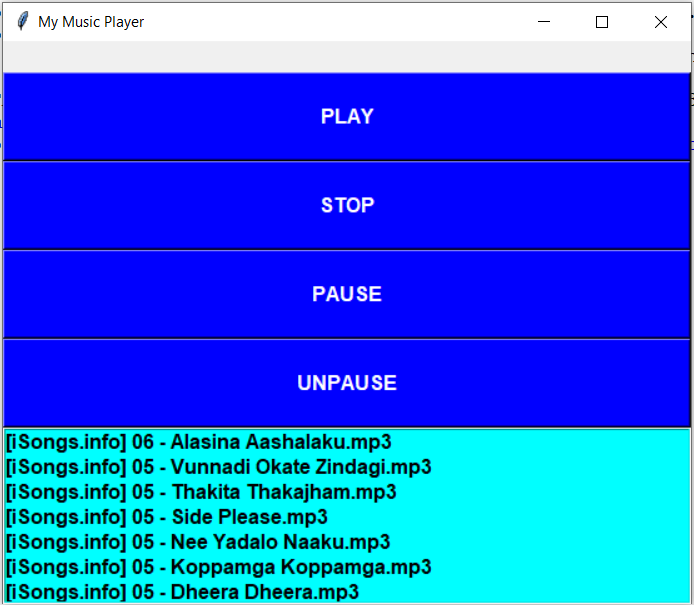 My Music Player
PLAY
STOP
PAUSE
UNPAUSE
[iSongs.info] 06 - Alasina Aashalaku.mp3
[iSongs.info] 05 - Vunnadi Okate Zindagi.mp3
[iSongs.info] 05 - Thakita Thakajham.mp3
[iSongs.info] 05 - Side Please.mp3
[iSongs.info] 05 - Nee Yadalo Naaku.mp3
[iSongs.info] 05 - Koppamga Koppamga.mp3
[iSongs.info] 05 - Dheera Dheera.mp3